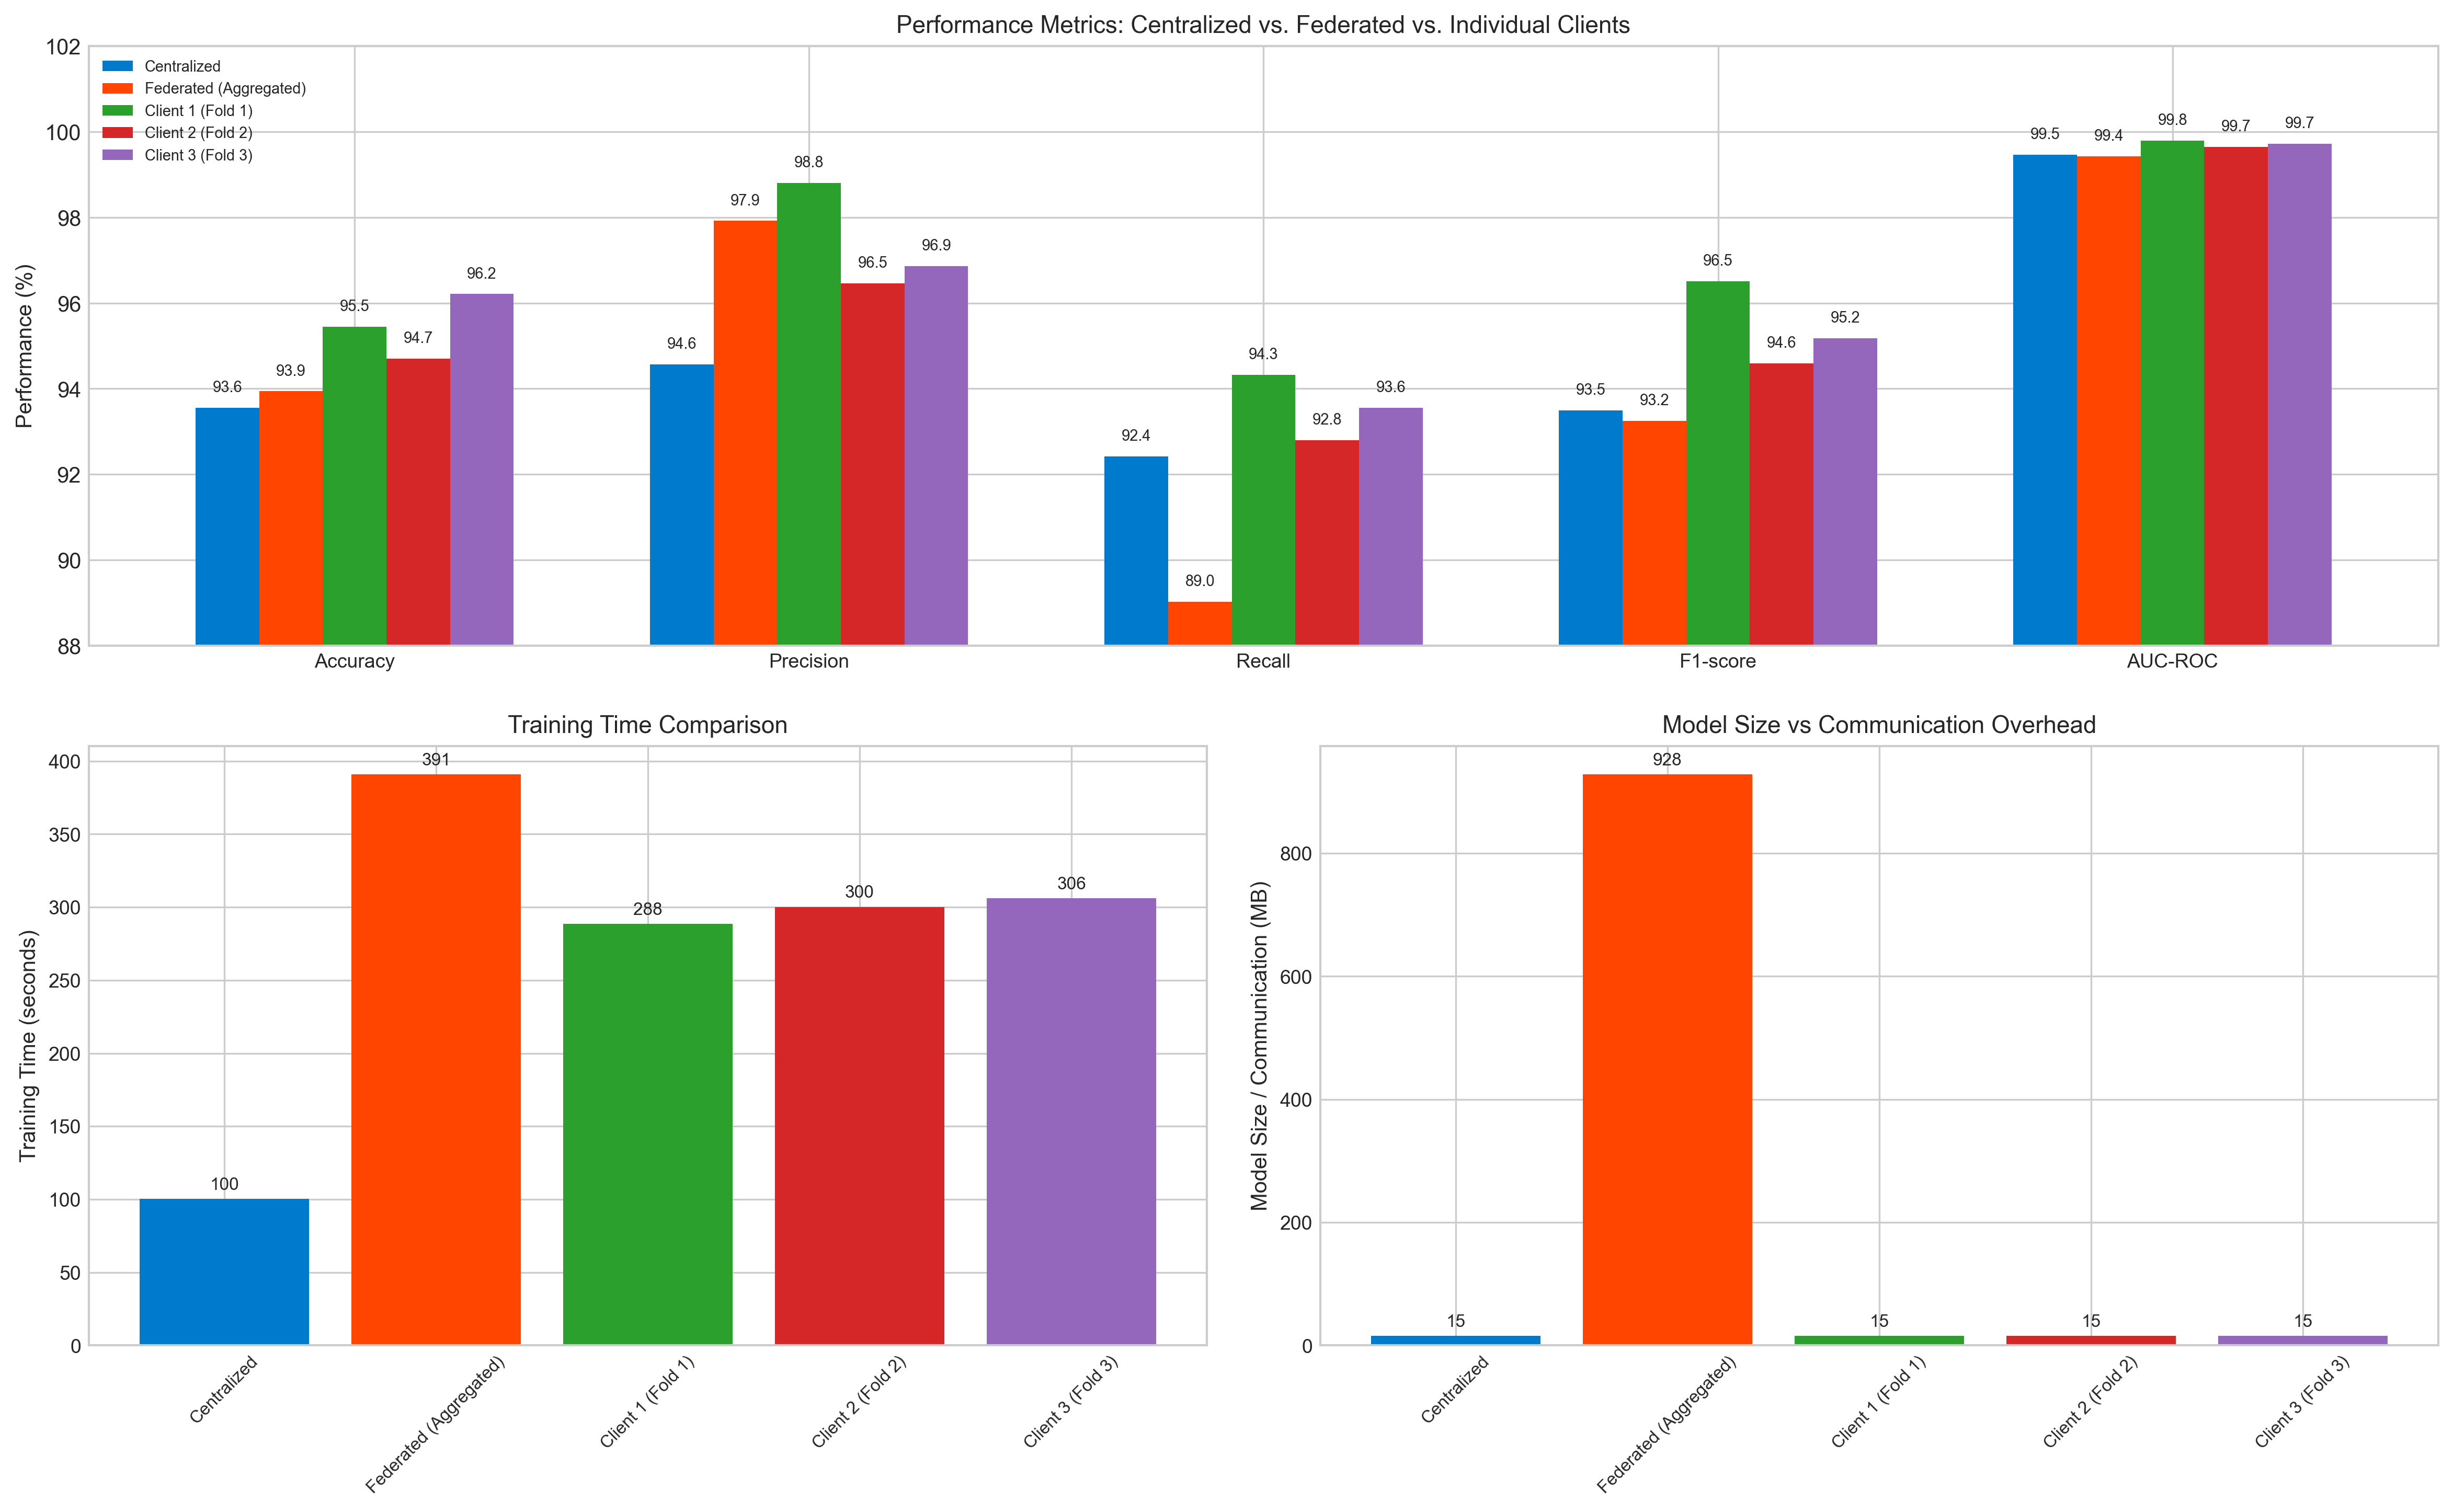 Performance Metrics: Centralized vs. Federated vs. Individual Clients
Performance (%)
102
100
98
96
94
92
90
88
Centralized
Federated (Aggregated)
Client 1 (Fold 1)
Client 2 (Fold 2)
Client 3 (Fold 3)
93.6 93.9 95.5 94.7 96.2
94.6 97.9 98.8 96.5 96.9
92.4 89.0 94.3 92.8 93.6
93.5 93.2 96.5 94.6 95.2
99.5 99.4 99.8 99.7 99.7
Accuracy Precision Recall F1-score AUC-ROC
Training Time Comparison
Training Time (seconds)
400
350
300
250
200
150
100
50
0
100 391 288 300 306
Centralized
Federated (Aggregated)
Client 1 (Fold 1)
Client 2 (Fold 2)
Client 3 (Fold 3)
Model Size vs Communication Overhead
Model Size / Communication (MB)
800
600
400
200
0
15 928 15 15 15
Centralized
Federated (Aggregated)
Client 1 (Fold 1)
Client 2 (Fold 2)
Client 3 (Fold 3)